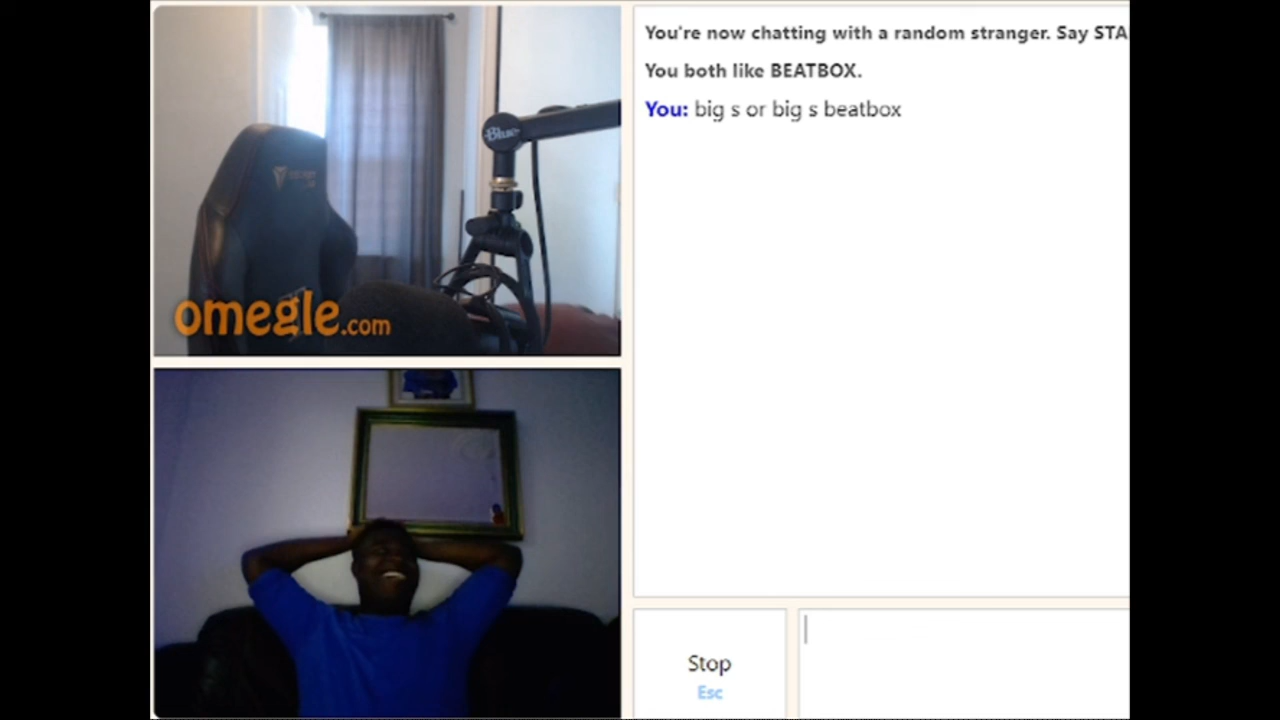 You're now chatting with a random stranger. Say STA
You both like BEATBOX.
You: big s or big s beatbox
Blue
omegle.com
Stop
Esc